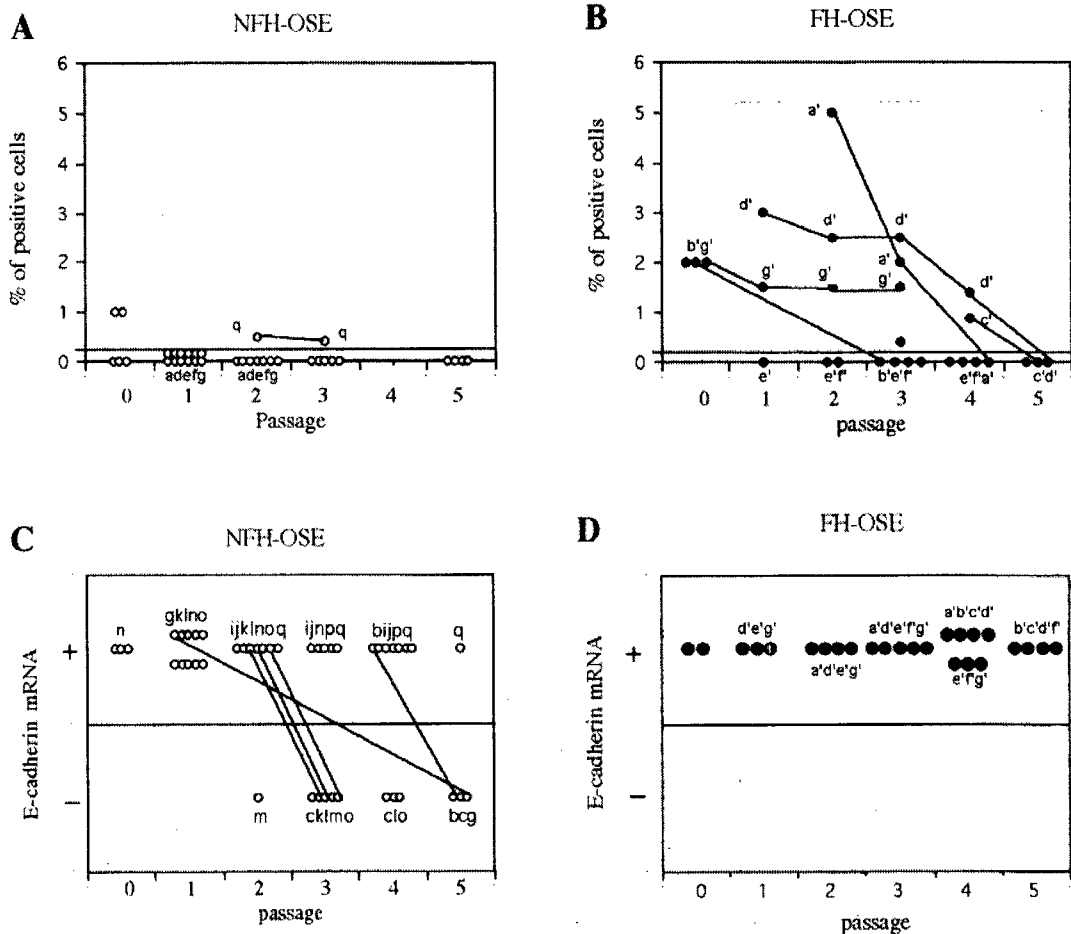 A
NFH-OSE
% of positive cells
6
5
4
3
2
1
0
q
q
adefg
adefg
0 1 2 3 4 5
Passage
B
FH-OSE
% of positive cells
6
5
4
3
2
1
0
a'
d'
d'
d'
b'g'
a'
g'
g'
g'
d'
c'
e'
e'f'
b'e'f'
e'f'a'
c'd'
0 1 2 3 4 5
passage
C
NFH-OSE
E-cadherin mRNA
+
−
n
gklno
ijklnoq
ijnpq
bijpq
q
m
cklmo
clo
bcg
0 1 2 3 4 5
passage
D
FH-OSE
E-cadherin mRNA
+
−
d'e'g'
a'd'e'g'
a'd'e'f'g'
a'b'c'd'
e'f'g'
b'c'd'f'
0 1 2 3 4 5
passage